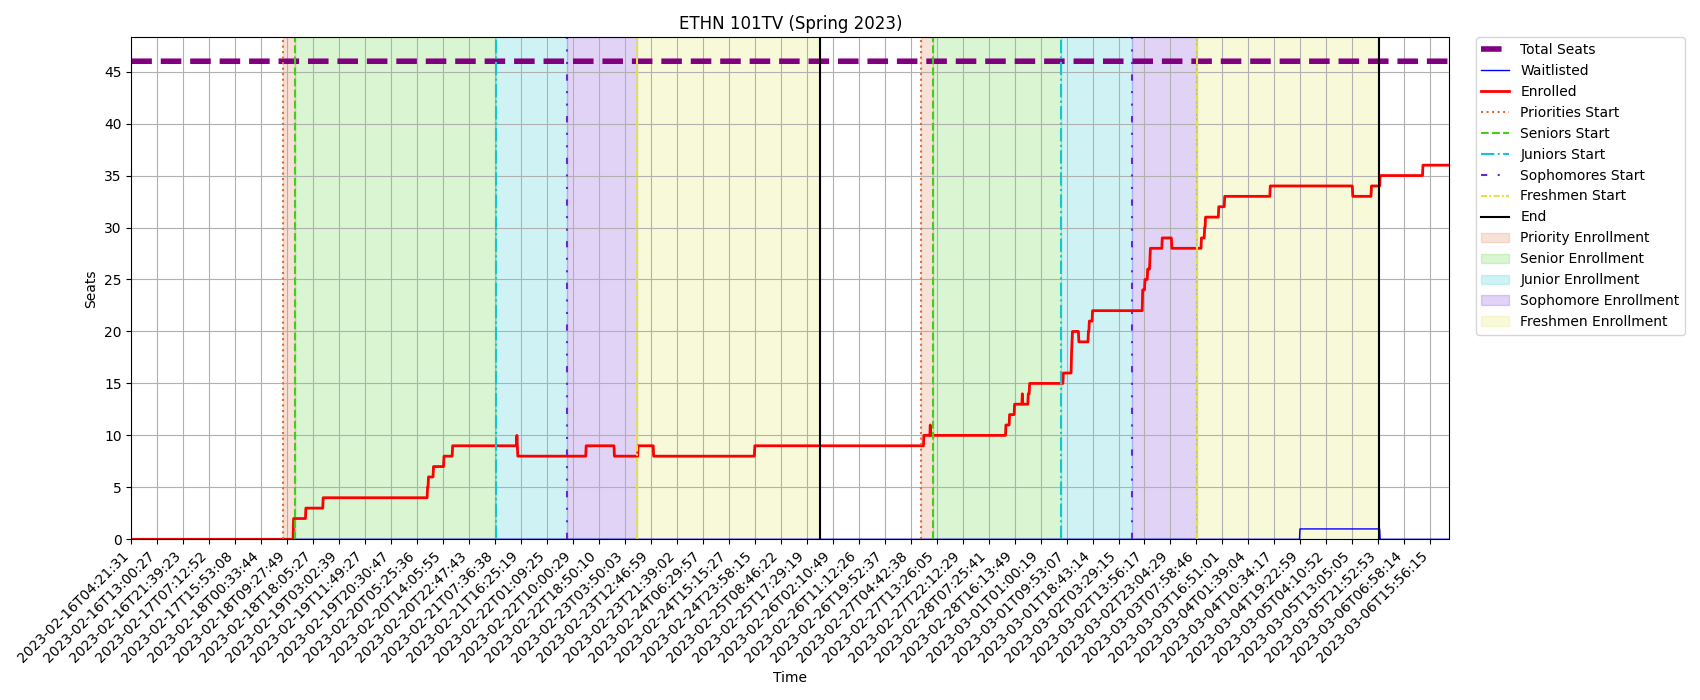 ETHN 101TV (Spring 2023)
Seats
45
40
35
30
25
20
15
10
5
0
2023-02-16T04:21:31
2023-02-16T13:00:27
2023-02-16T21:39:23
2023-02-17T07:12:52
2023-02-17T15:53:08
2023-02-18T00:33:44
2023-02-18T09:27:49
2023-02-18T18:05:27
2023-02-19T03:02:39
2023-02-19T11:49:27
2023-02-19T20:30:47
2023-02-20T05:25:36
2023-02-20T14:05:55
2023-02-20T22:47:43
2023-02-21T07:36:38
2023-02-21T16:25:19
2023-02-22T01:09:25
2023-02-22T10:00:29
2023-02-22T18:50:10
2023-02-23T03:50:03
2023-02-23T12:46:59
2023-02-23T21:39:02
2023-02-24T06:29:57
2023-02-24T15:15:27
2023-02-24T23:58:15
2023-02-25T08:46:22
2023-02-25T17:29:19
2023-02-26T02:10:49
2023-02-26T11:12:26
2023-02-26T19:52:37
2023-02-27T04:42:38
2023-02-27T13:26:05
2023-02-27T22:12:29
2023-02-28T07:25:41
2023-02-28T16:13:49
2023-03-01T01:00:19
2023-03-01T09:53:07
2023-03-01T18:43:14
2023-03-02T03:29:15
2023-03-02T13:56:17
2023-03-02T23:04:29
2023-03-03T07:58:46
2023-03-03T16:51:01
2023-03-04T01:39:04
2023-03-04T10:34:17
2023-03-04T19:22:59
2023-03-05T04:10:52
2023-03-05T13:05:05
2023-03-05T21:52:53
2023-03-06T06:58:14
2023-03-06T15:56:15
Time
Total Seats
Waitlisted
Enrolled
Priorities Start
Seniors Start
Juniors Start
Sophomores Start
Freshmen Start
End
Priority Enrollment
Senior Enrollment
Junior Enrollment
Sophomore Enrollment
Freshmen Enrollment